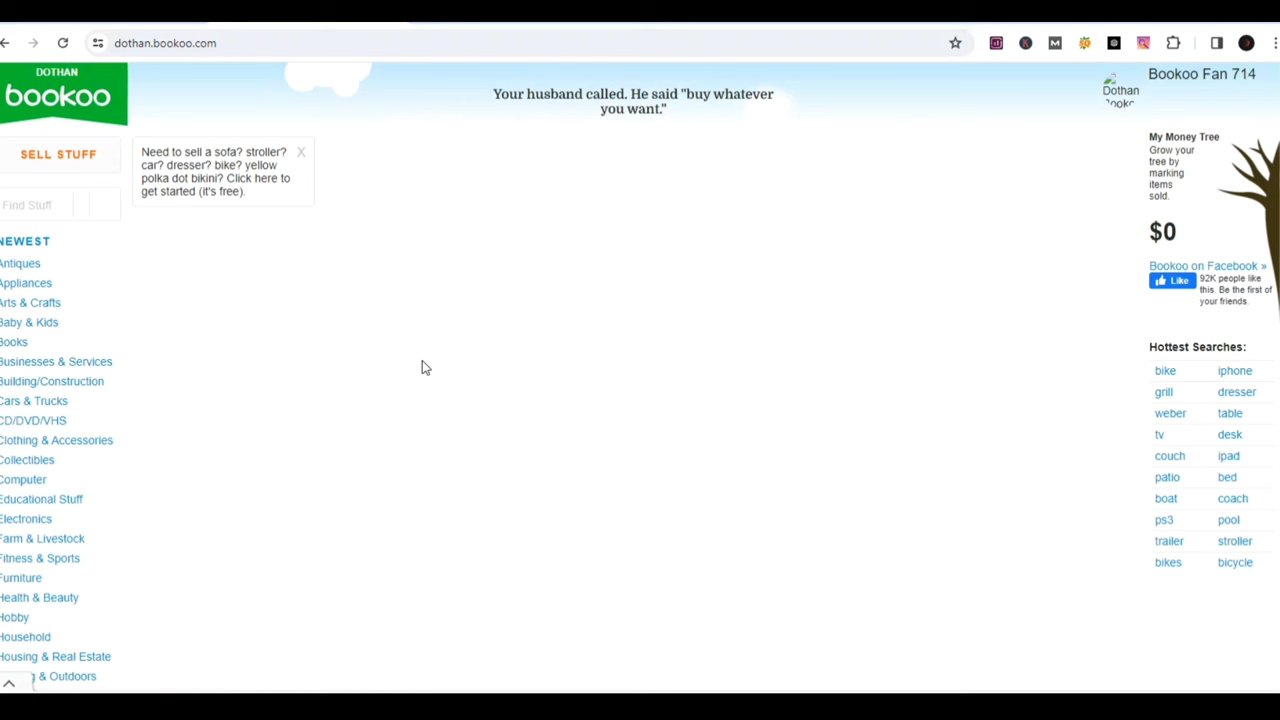 dothan.bookoo.com
DOTHAN
bookoo
Your husband called. He said "buy whatever
you want."
Dothan
Booko
Bookoo Fan 714
SELL STUFF
Need to sell a sofa? stroller?
car? dresser? bike? yellow
polka dot bikini? Click here to
get started (it's free).
X
Find Stuff
NEWEST
Antiques
Appliances
Arts & Crafts
Baby & Kids
Books
Businesses & Services
Building/Construction
Cars & Trucks
CD/DVD/VHS
Clothing & Accessories
Collectibles
Computer
Educational Stuff
Electronics
Farm & Livestock
Fitness & Sports
Furniture
Health & Beauty
Hobby
Household
Housing & Real Estate
& Outdoors
My Money Tree
Grow your
tree by
marking
items
sold.
$0
Bookoo on Facebook »
Like
92K people like
this. Be the first of
your friends.
Hottest Searches:
bike iphone
grill dresser
weber table
tv desk
couch ipad
patio bed
boat coach
ps3 pool
trailer stroller
bikes bicycle